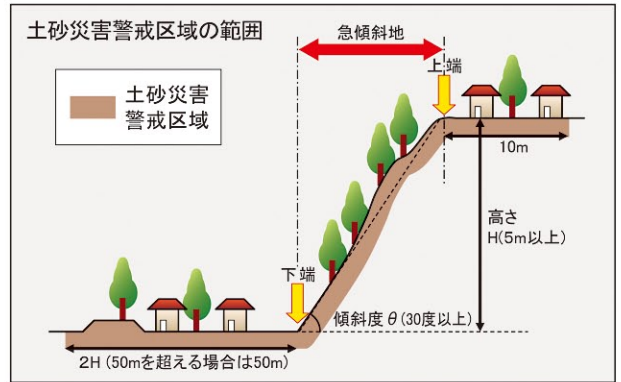 土砂災害警戒区域の範囲
急傾斜地
上端
土砂災害
警戒区域
10m
高さ
H(5m以上)
下端
傾斜度θ(30度以上)
2H(50mを超える場合は50m)